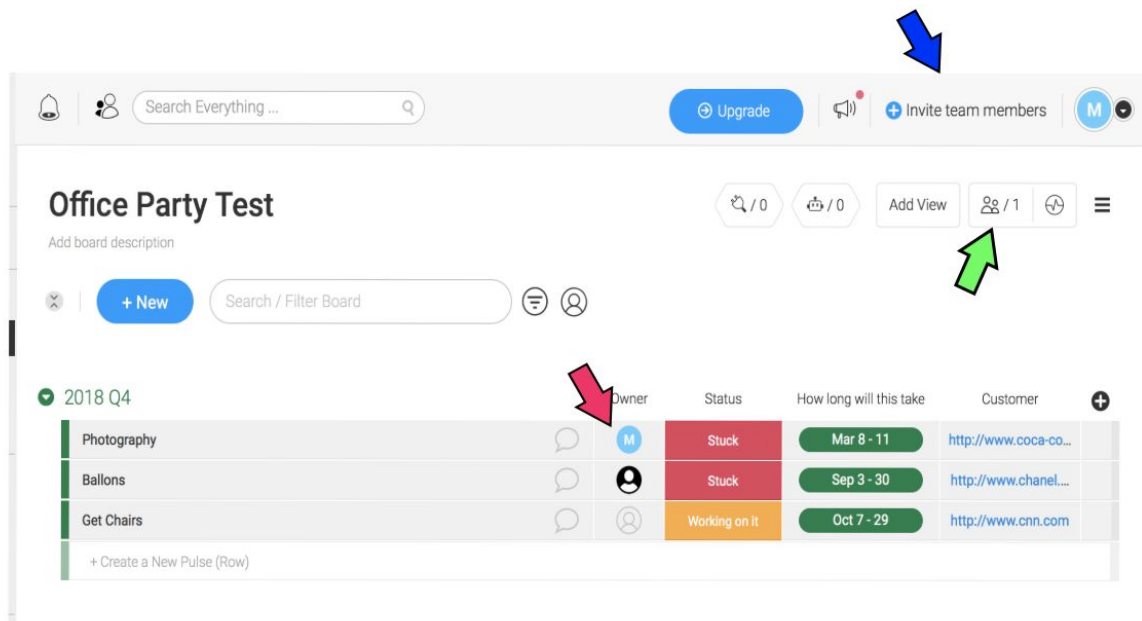 Search Everything ...
Upgrade
Invite team members
M
Office Party Test
/ 0
/ 0
Add View
/ 1
Add board description
+ New
Search / Filter Board
2018 Q4
Owner
Status
How long will this take
Customer
Photography
M
Stuck
Mar 8 - 11
http://www.coca-co...
Ballons
Stuck
Sep 3 - 30
http://www.chanel....
Get Chairs
Working on it
Oct 7 - 29
http://www.cnn.com
+ Create a New Pulse (Row)